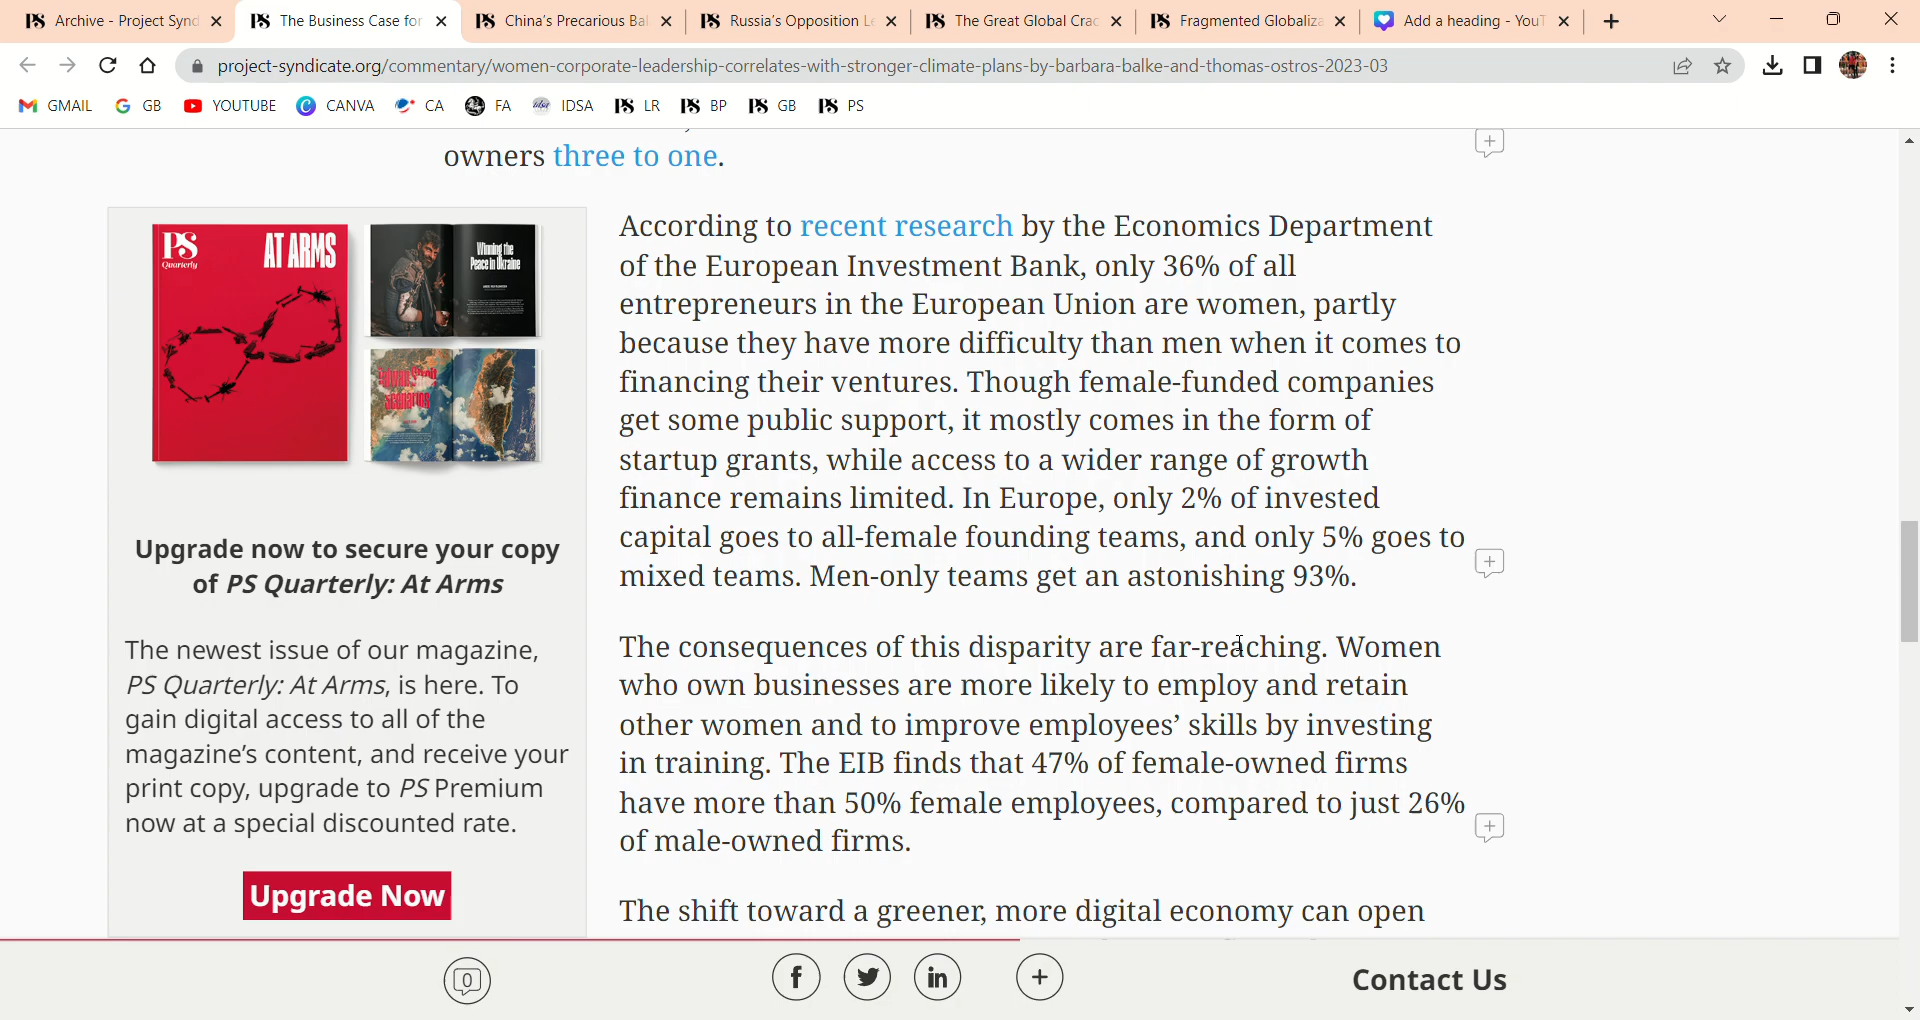 Archive - Project Synd
The Business Case for
China's Precarious Bal
Russia's Opposition Le
The Great Global Crac
Fragmented Globaliza
Add a heading - YouT
project-syndicate.org/commentary/women-corporate-leadership-correlates-with-stronger-climate-plans-by-barbara-balke-and-thomas-ostros-2023-03
GMAIL
GB
YOUTUBE
CANVA
CA
FA
IDSA
LR
BP
GB
PS
owners three to one.
PS
Quarterly
AT ARMS
Winning the
Peace in Ukraine
Taiwan Strait
Scenarios
Upgrade now to secure your copy
of PS Quarterly: At Arms
The newest issue of our magazine,
PS Quarterly: At Arms, is here. To
gain digital access to all of the
magazine's content, and receive your
print copy, upgrade to PS Premium
now at a special discounted rate.
Upgrade Now
According to recent research by the Economics Department
of the European Investment Bank, only 36% of all
entrepreneurs in the European Union are women, partly
because they have more difficulty than men when it comes to
financing their ventures. Though female-funded companies
get some public support, it mostly comes in the form of
startup grants, while access to a wider range of growth
finance remains limited. In Europe, only 2% of invested
capital goes to all-female founding teams, and only 5% goes to
mixed teams. Men-only teams get an astonishing 93%.
The consequences of this disparity are far-reaching. Women
who own businesses are more likely to employ and retain
other women and to improve employees' skills by investing
in training. The EIB finds that 47% of female-owned firms
have more than 50% female employees, compared to just 26%
of male-owned firms.
The shift toward a greener, more digital economy can open
0
Contact Us